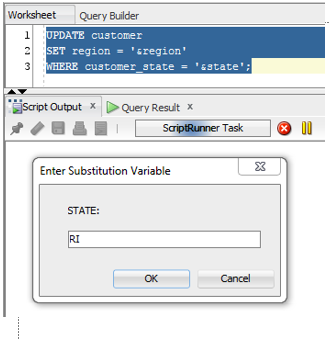 Worksheet Query Builder
1 UPDATE customer
2 SET region = '&region'
3 WHERE customer_state = '&state';
Script Output x Query Result x
ScriptRunner Task
Enter Substitution Variable
STATE:
RI
OK Cancel